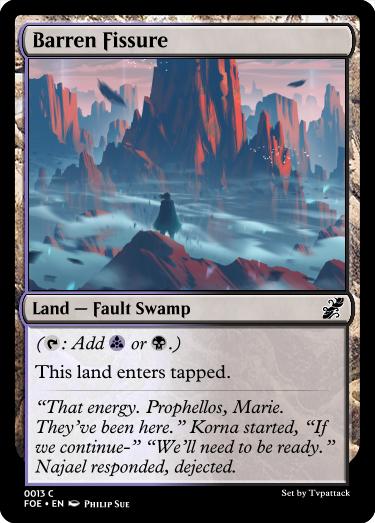 Barren Fissure
Land — Fault Swamp
(: Add or .)
This land enters tapped.
“That energy. Prophellos, Marie.
They’ve been here.” Korna started, “If
we continue-” “We’ll need to be ready.”
Najael responded, dejected.
0013 C
FOE • EN Philip Sue
Set by Tvpattack